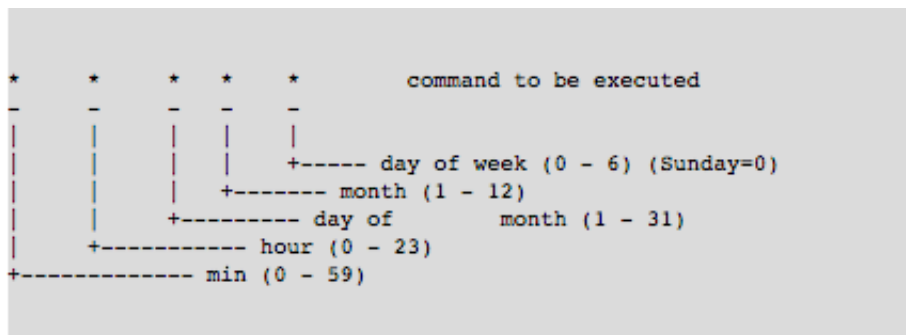 * * * * * command to be executed
- - - - -
| | | | |
| | | | +----- day of week (0 - 6) (Sunday=0)
| | | +------- month (1 - 12)
| | +--------- day of month (1 - 31)
| +----------- hour (0 - 23)
+------------- min (0 - 59)